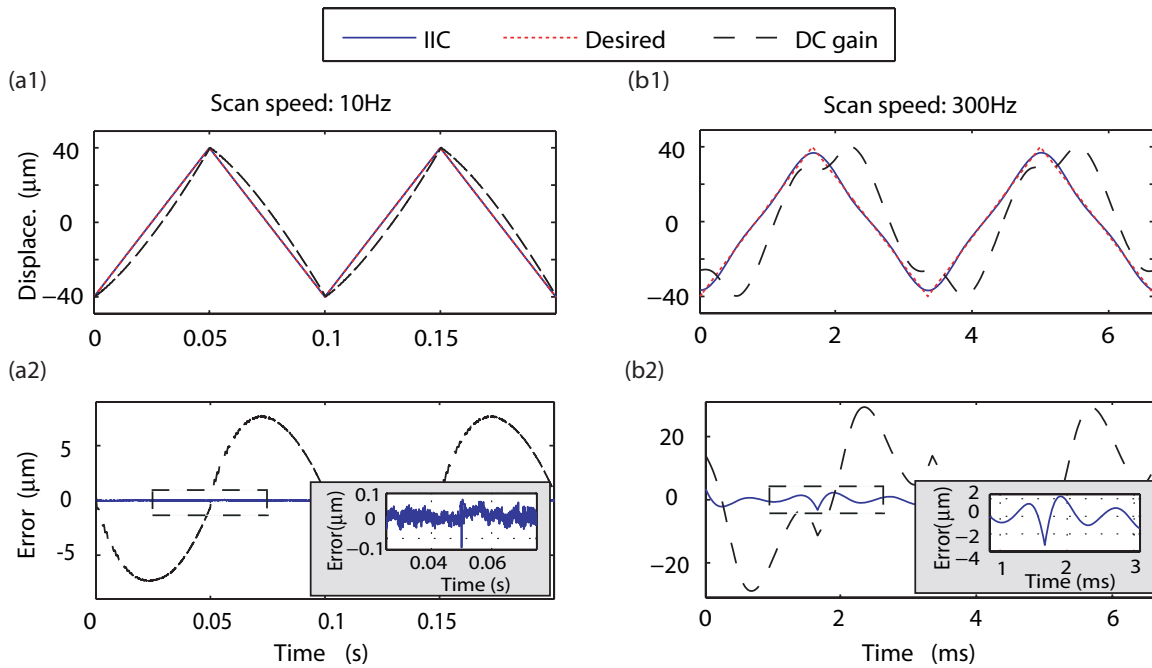 IIC Desired DC gain
(a1)
Scan speed: 10Hz
Displace. (μm)
40
0
−40
0 0.05 0.1 0.15
(b1)
Scan speed: 300Hz
40
20
0
−20
−40
0 2 4 6
(a2)
Error (μm)
5
0
-5
0 0.05 0.1 0.15
Time (s)
Error(μm)
0.1
0
−0.1
0.04 0.06
Time (s)
(b2)
20
0
−20
0 2 4 6
Time (ms)
Error(μm)
2
0
−2
−4
1 2 3
Time (ms)